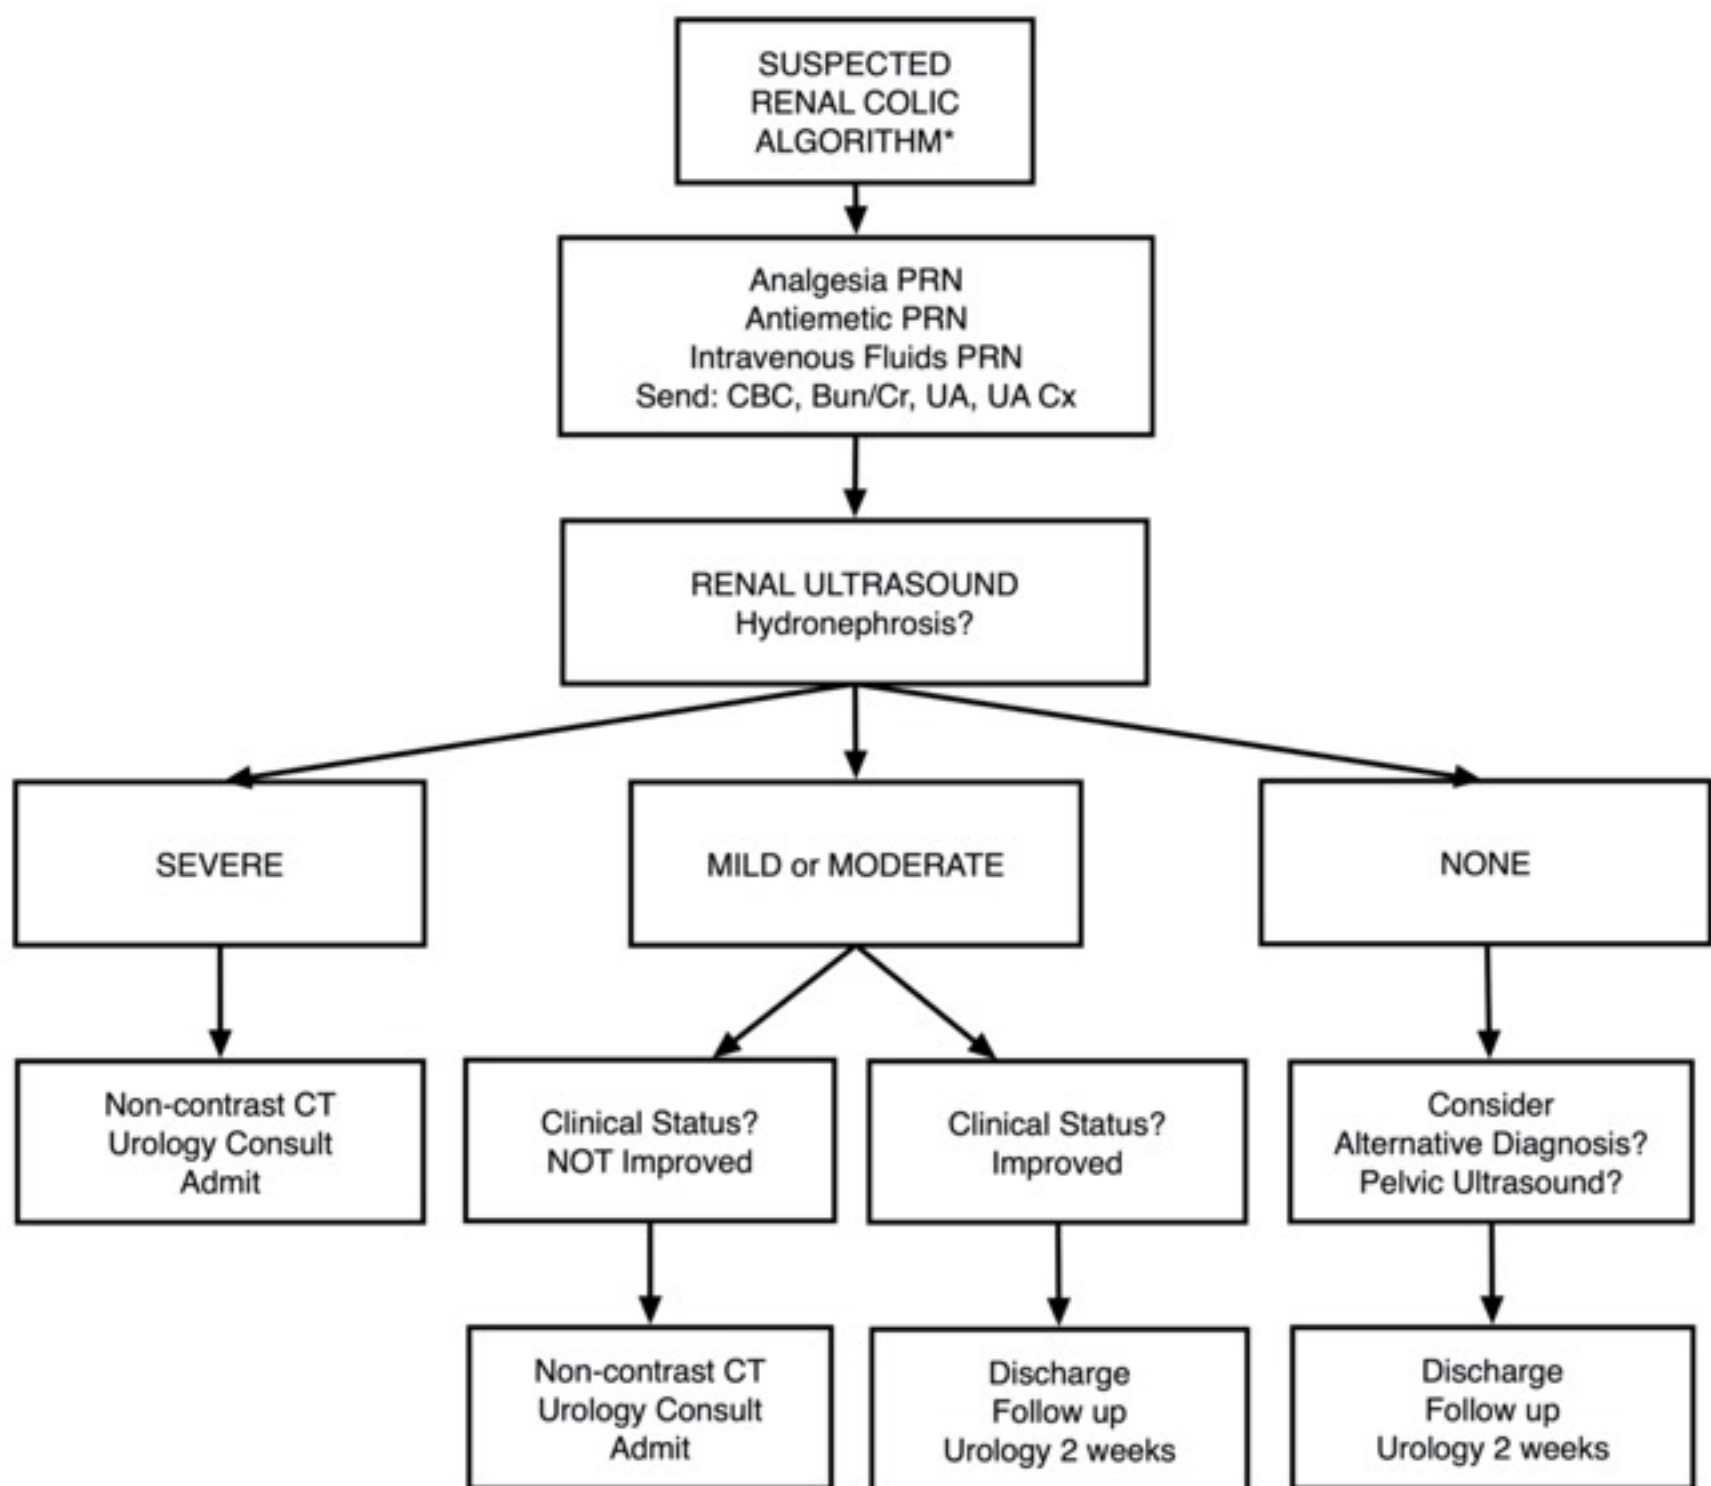 SUSPECTED
RENAL COLIC
ALGORITHM*
Analgesia PRN
Antiemetic PRN
Intravenous Fluids PRN
Send: CBC, Bun/Cr, UA, UA Cx
RENAL ULTRASOUND
Hydronephrosis?
SEVERE
MILD or MODERATE
NONE
Non-contrast CT
Urology Consult
Admit
Clinical Status?
NOT Improved
Clinical Status?
Improved
Consider
Alternative Diagnosis?
Pelvic Ultrasound?
Non-contrast CT
Urology Consult
Admit
Discharge
Follow up
Urology 2 weeks
Discharge
Follow up
Urology 2 weeks